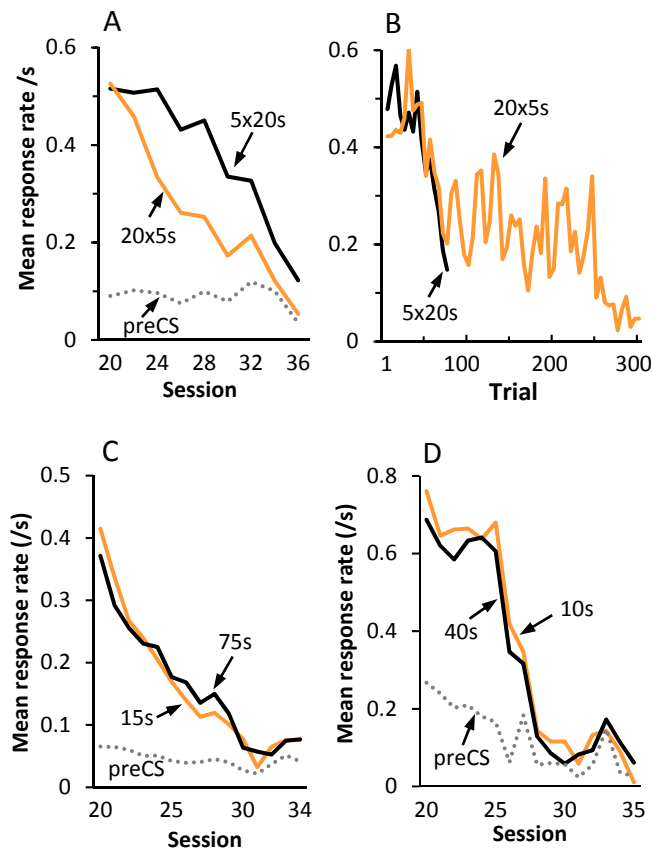 A
Mean response rate /s
0.6
0.4
0.2
0
5x20s
20x5s
preCS
20 24 28 32 36
Session
B
0.6
0.4
0.2
0
20x5s
5x20s
1 100 200 300
Trial
C
Mean response rate (/s)
0.5
0.4
0.3
0.2
0.1
0
75s
15s
preCS
20 25 30 34
Session
D
Mean response rate (/s)
0.8
0.6
0.4
0.2
0
40s
10s
preCS
20 25 30 35
Session